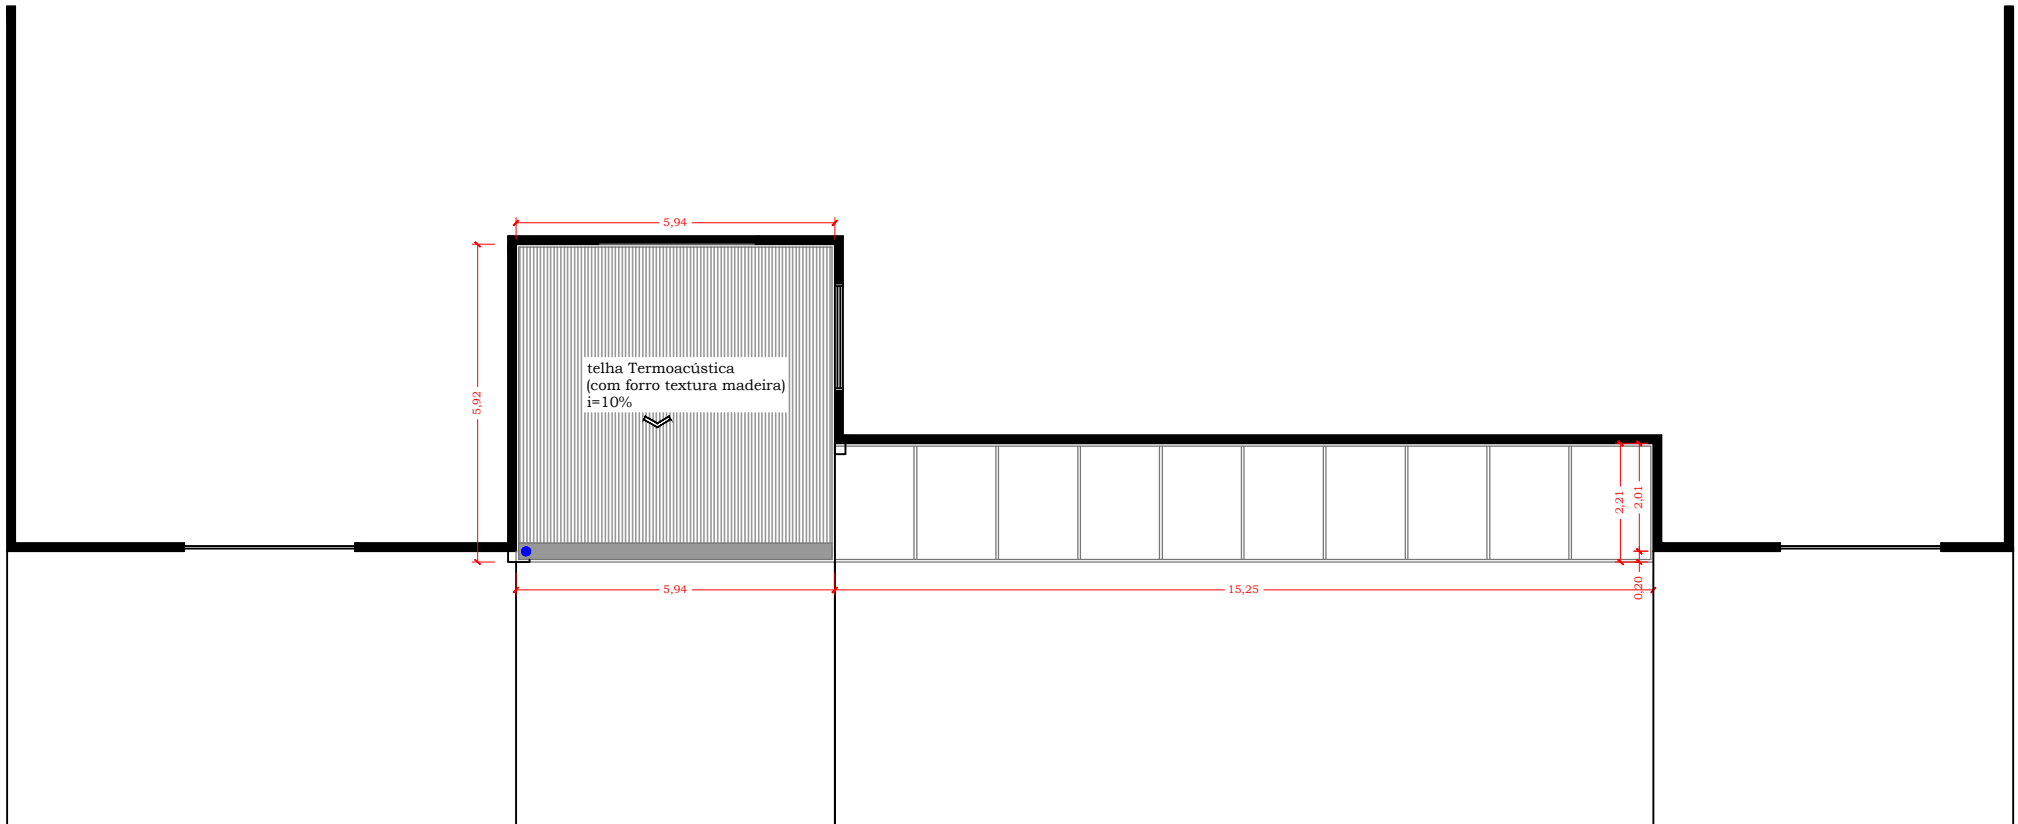 5,94
5,92
telha Termoacústica
(com forro textura madeira)
i=10%
2,21
2,01
0,20
5,94
15,25